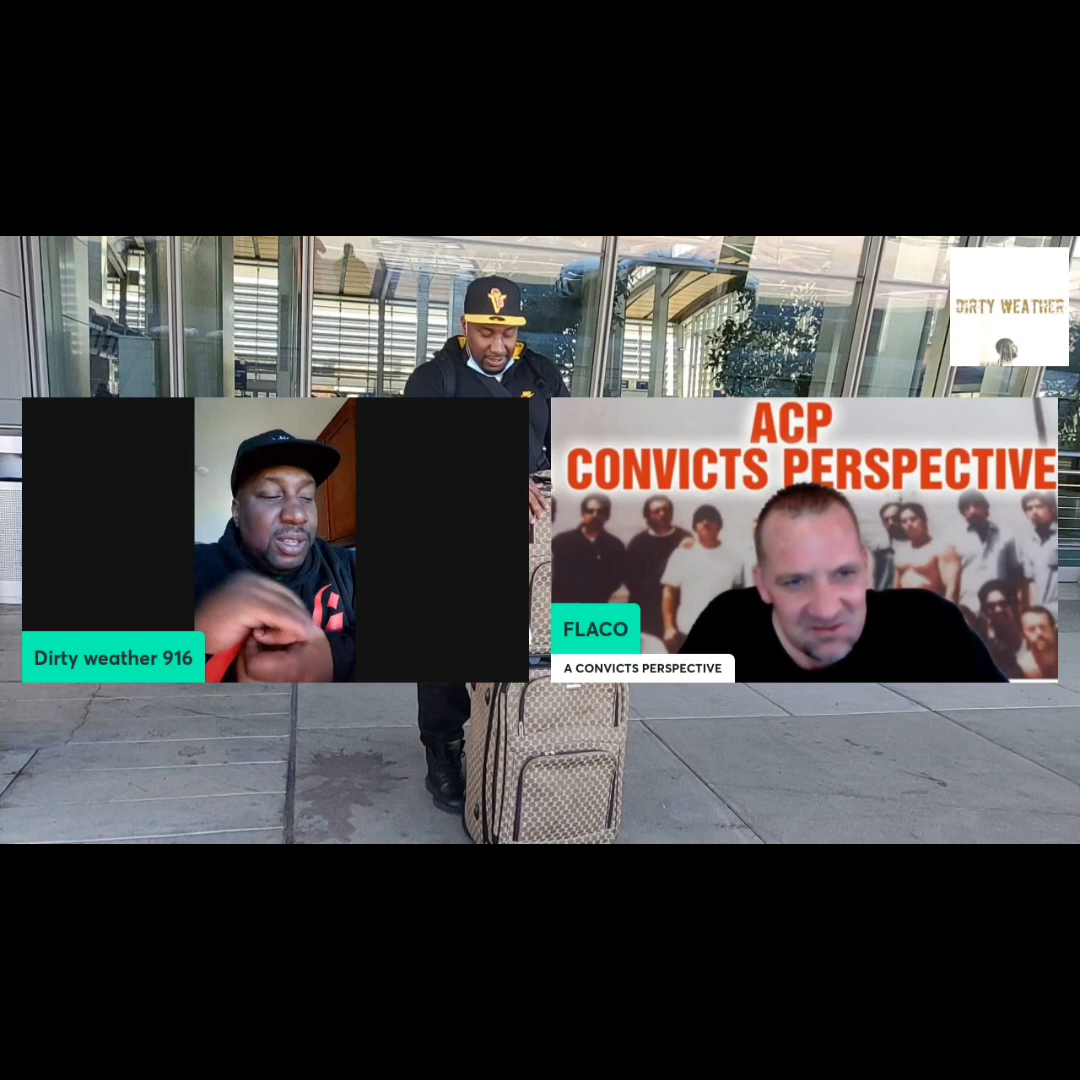 DIRTY WEATHER
ACP
CONVICTS PERSPECTIVE
Dirty weather 916
FLACO
A CONVICTS PERSPECTIVE